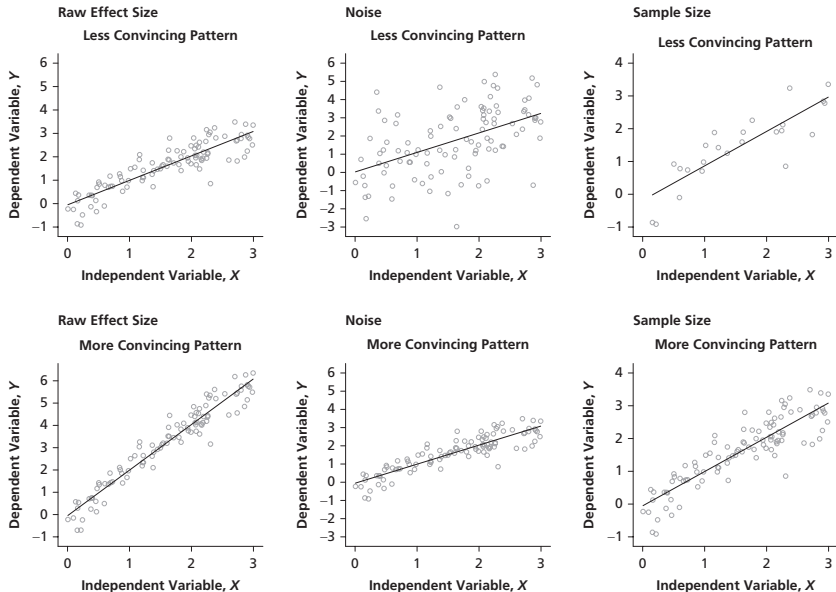 Raw Effect Size
Less Convincing Pattern
6
5
4
3
2
1
0
−1
Dependent Variable, Y
0 1 2 3
Independent Variable, X
Noise
Less Convincing Pattern
6
5
4
3
2
1
0
−1
−2
−3
Dependent Variable, Y
0 1 2 3
Independent Variable, X
Sample Size
Less Convincing Pattern
4
3
2
1
0
−1
Dependent Variable, Y
0 1 2 3
Independent Variable, X
Raw Effect Size
More Convincing Pattern
6
5
4
3
2
1
0
−1
Dependent Variable, Y
0 1 2 3
Independent Variable, X
Noise
More Convincing Pattern
6
5
4
3
2
1
0
−1
−2
−3
Dependent Variable, Y
0 1 2 3
Independent Variable, X
Sample Size
More Convincing Pattern
4
3
2
1
0
−1
Dependent Variable, Y
0 1 2 3
Independent Variable, X